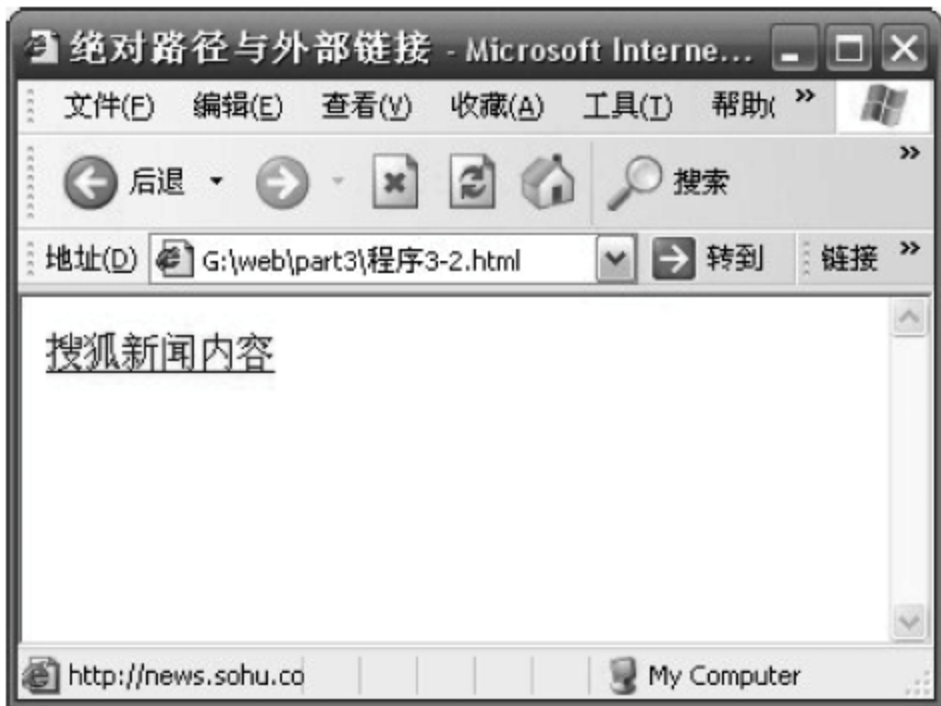 绝对路径与外部链接 - Microsoft Interne...
文件(F) 编辑(E) 查看(V) 收藏(A) 工具(T) 帮助(
后退 搜索
地址(D) G:\web\part3\程序3-2.html 转到 链接
搜狐新闻内容
http://news.sohu.co My Computer